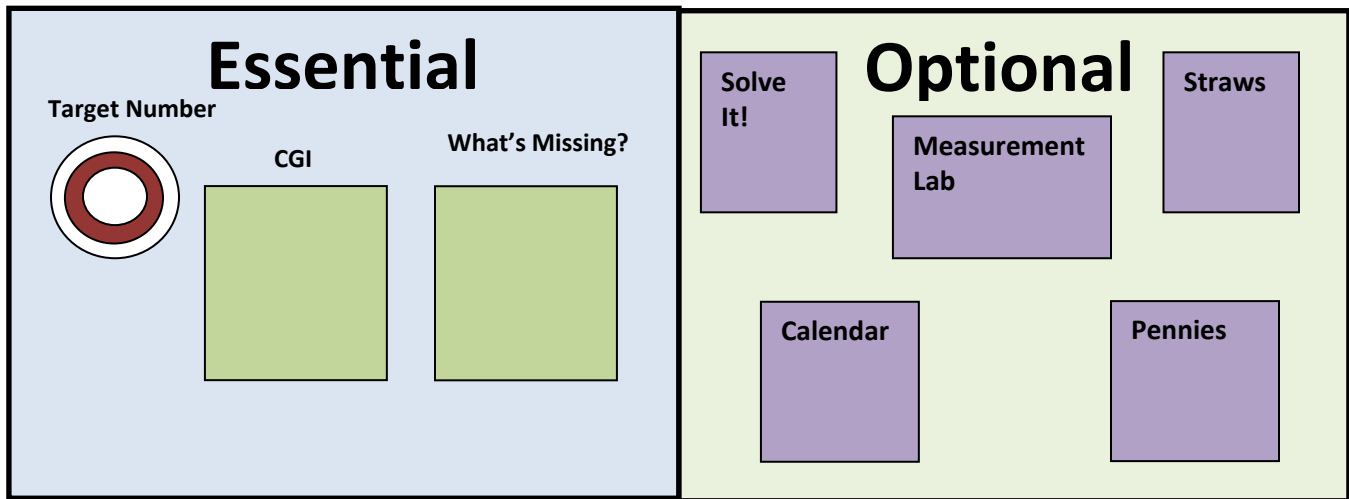 Essential
Target Number
CGI
What's Missing?
Optional
Solve
It!
Measurement
Lab
Straws
Calendar
Pennies